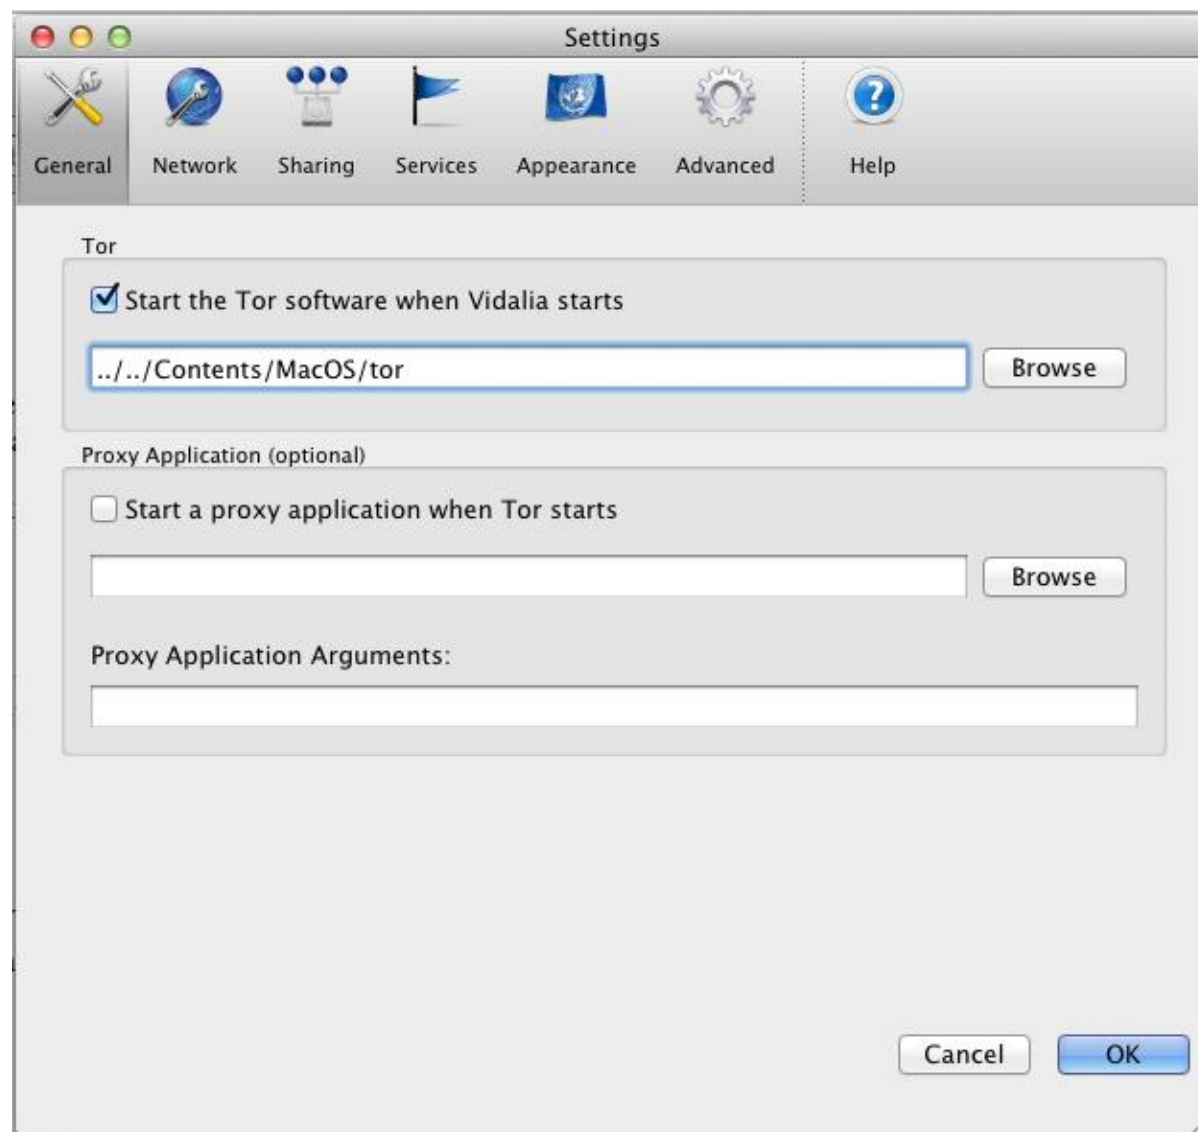 Settings
General Network Sharing Services Appearance Advanced Help
Tor
Start the Tor software when Vidalia starts
../../Contents/MacOS/tor Browse
Proxy Application (optional)
Start a proxy application when Tor starts
Browse
Proxy Application Arguments:
Cancel OK